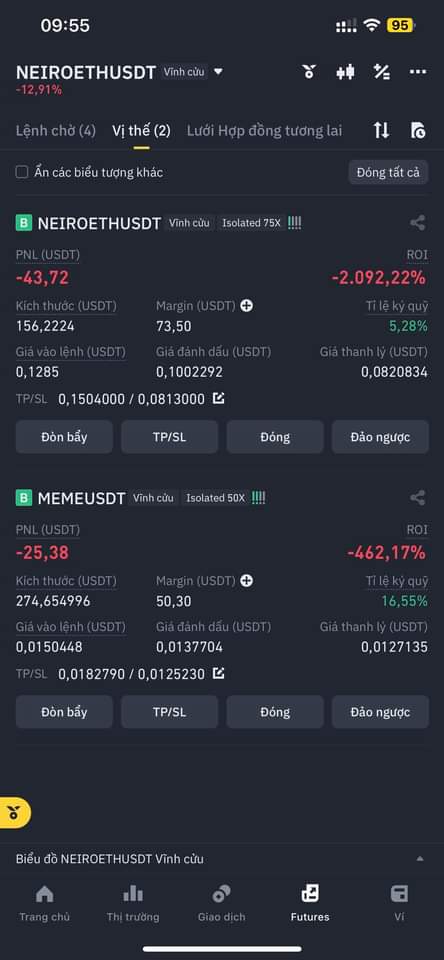 09:55
95
NEIROETHUSDT Vĩnh cửu
-12,91%
Lệnh chờ (4) Vị thế (2) Lưới Hợp đồng tương lai
Ẩn các biểu tượng khác Đóng tất cả
B NEIROETHUSDT Vĩnh cửu Isolated 75X !!!!
PNL (USDT) ROI
-43,72 -2.092,22%
Kích thước (USDT) Margin (USDT) Tỉ lệ ký quỹ
156,2224 73,50 5,28%
Giá vào lệnh (USDT) Giá đánh dấu (USDT) Giá thanh lý (USDT)
0,1285 0,1002292 0,0820834
TP/SL 0,1504000 / 0,0813000
Đòn bẩy TP/SL Đóng Đảo ngược
B MEMEUSDT Vĩnh cửu Isolated 50X !!!!
PNL (USDT) ROI
-25,38 -462,17%
Kích thước (USDT) Margin (USDT) Tỉ lệ ký quỹ
274,654996 50,30 16,55%
Giá vào lệnh (USDT) Giá đánh dấu (USDT) Giá thanh lý (USDT)
0,0150448 0,0137704 0,0127135
TP/SL 0,0182790 / 0,0125230
Đòn bẩy TP/SL Đóng Đảo ngược
Biểu đồ NEIROETHUSDT Vĩnh cửu
Trang chủ Thị trường Giao dịch Futures Ví